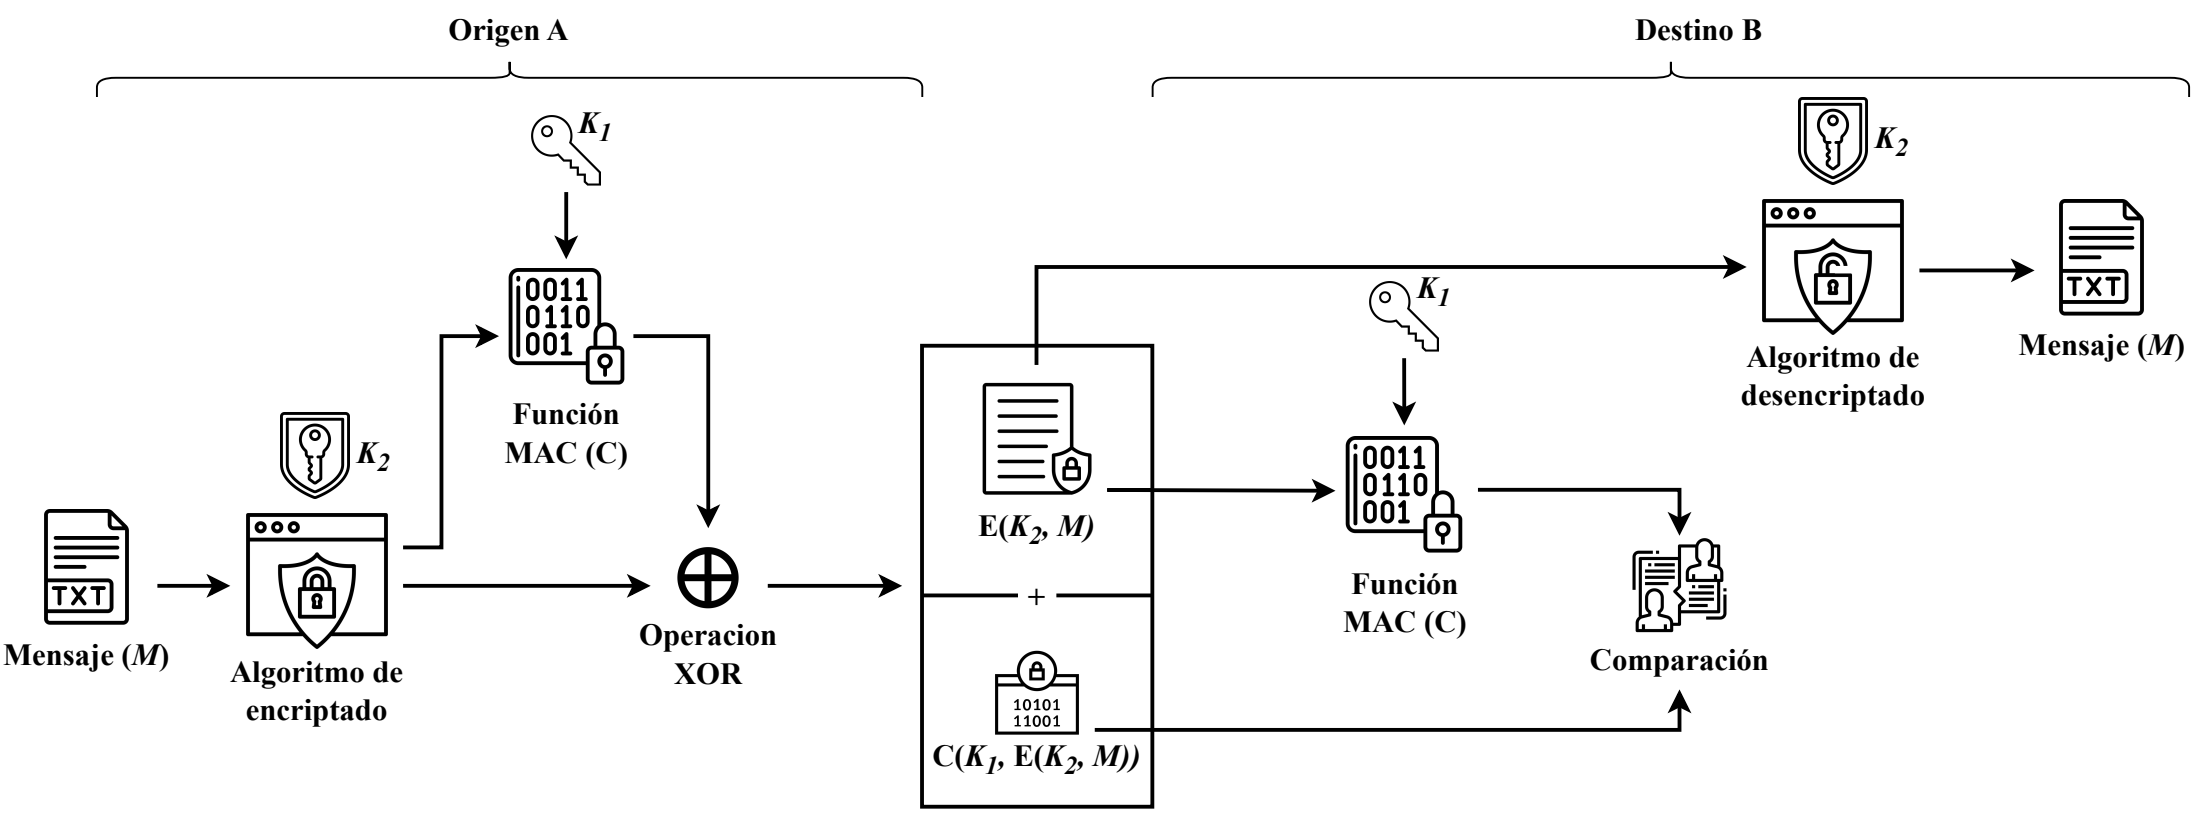 Origen A
Destino B
K1
K2
0011
0110
001
Función
MAC (C)
K2
TXT
Mensaje (M)
Algoritmo de
encriptado
Operacion
XOR
E(K2, M)
+
10101
11001
C(K1, E(K2, M))
K1
0011
0110
001
Función
MAC (C)
Comparación
Algoritmo de
desencriptado
TXT
Mensaje (M)